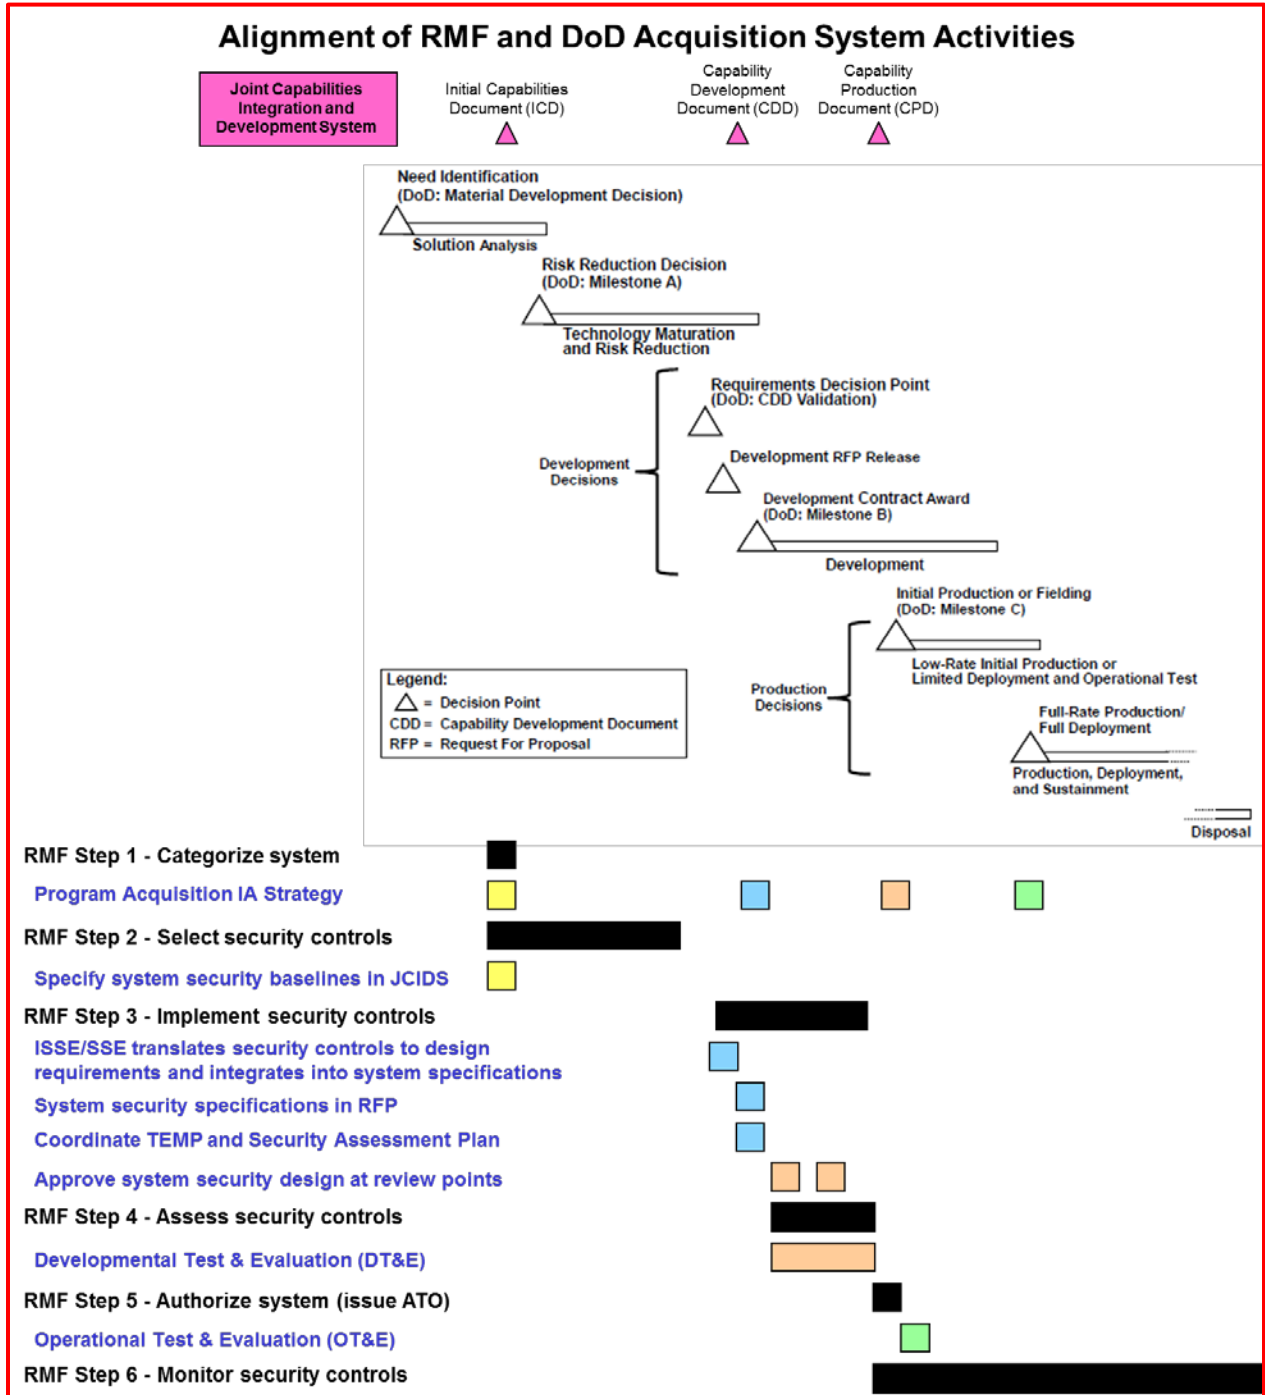 Alignment of RMF and DoD Acquisition System Activities
Joint Capabilities
Integration and
Development System
Initial Capabilities
Document (ICD)
Capability
Development
Document (CDD)
Capability
Production
Document (CPD)
Need Identification
(DoD: Material Development Decision)
Solution Analysis
Risk Reduction Decision
(DoD: Milestone A)
Technology Maturation
and Risk Reduction
Requirements Decision Point
(DoD: CDD Validation)
Development
Decisions
Development RFP Release
Development Contract Award
(DoD: Milestone B)
Development
Initial Production or Fielding
(DoD: Milestone C)
Low-Rate Initial Production or
Limited Deployment and Operational Test
Production
Decisions
Full-Rate Production/
Full Deployment
Production, Deployment,
and Sustainment
Disposal
Legend:
= Decision Point
CDD = Capability Development Document
RFP = Request For Proposal
RMF Step 1 - Categorize system
Program Acquisition IA Strategy
RMF Step 2 - Select security controls
Specify system security baselines in JCIDS
RMF Step 3 - Implement security controls
ISSE/SSE translates security controls to design
requirements and integrates into system specifications
System security specifications in RFP
Coordinate TEMP and Security Assessment Plan
Approve system security design at review points
RMF Step 4 - Assess security controls
Developmental Test & Evaluation (DT&E)
RMF Step 5 - Authorize system (issue ATO)
Operational Test & Evaluation (OT&E)
RMF Step 6 - Monitor security controls